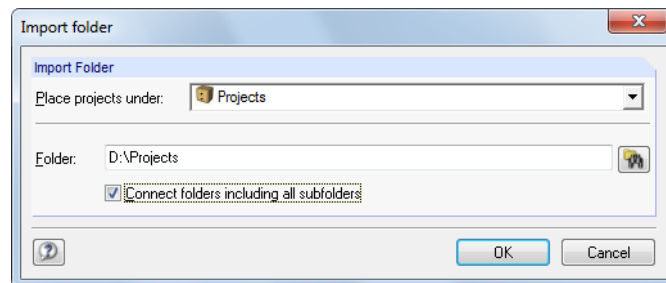 Import folder
Import Folder
Place projects under: Projects
Folder: D:\Projects
Connect folders including all subfolders
OK Cancel